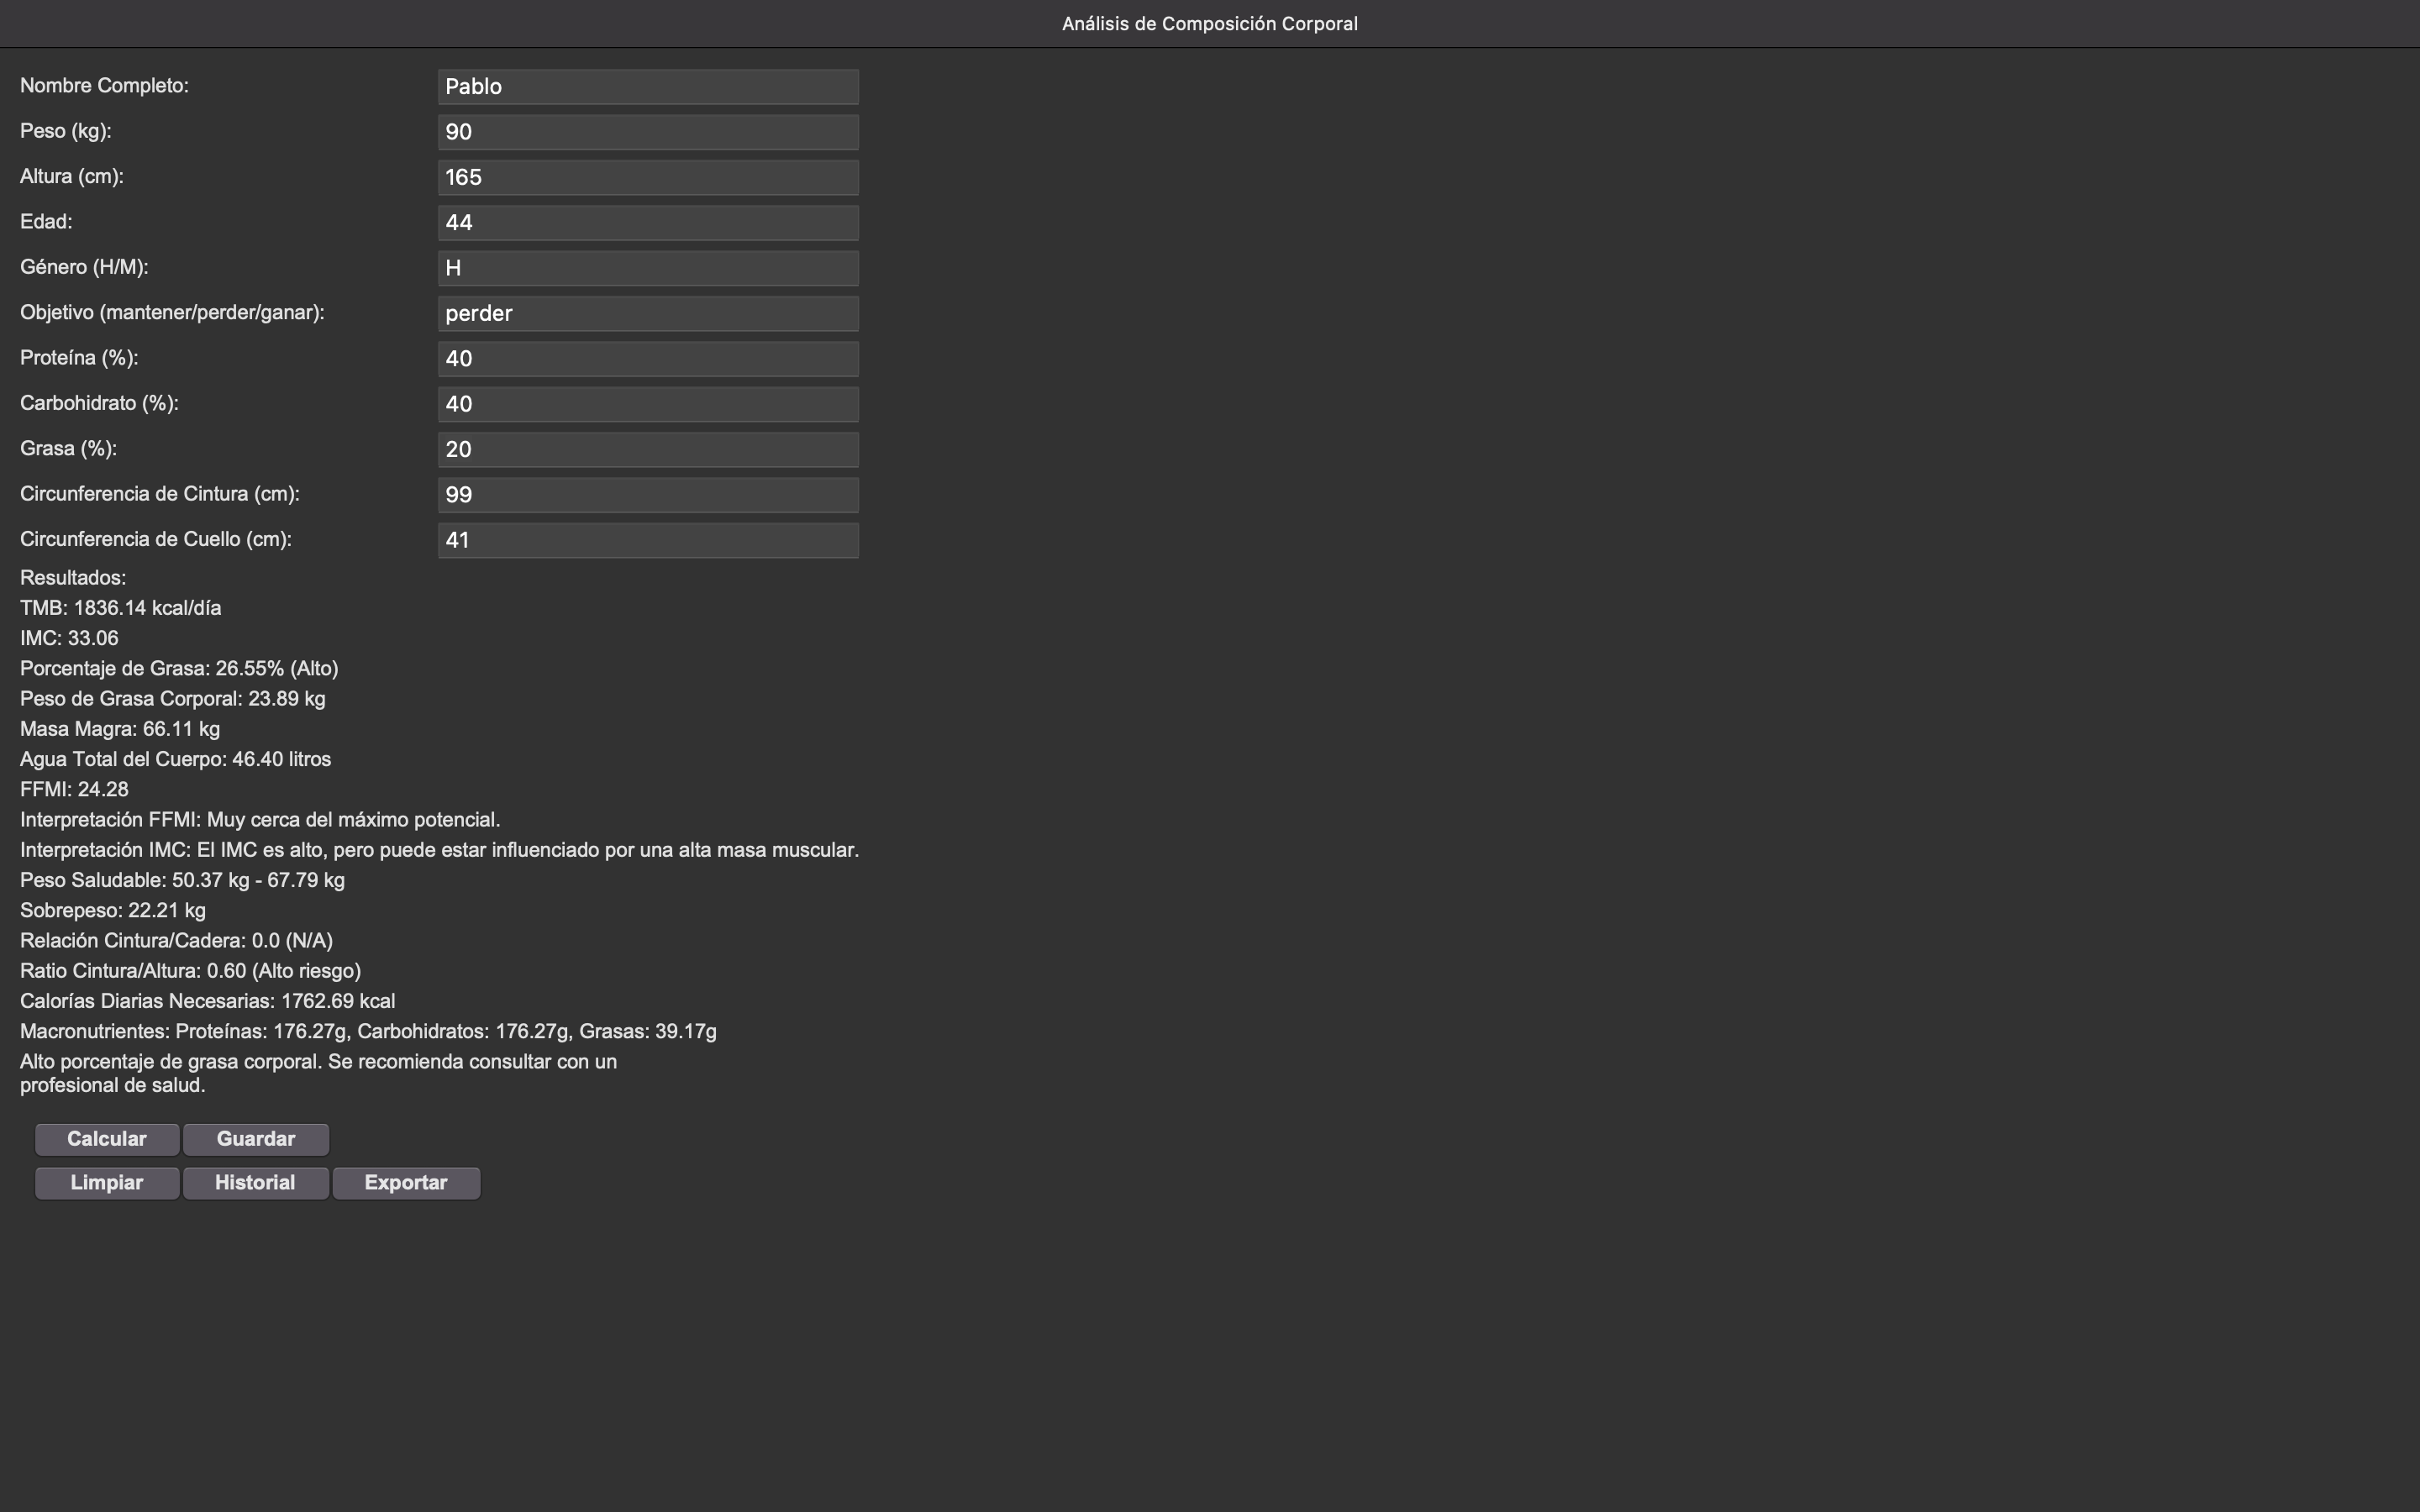 Análisis de Composición Corporal
Nombre Completo: Pablo
Peso (kg): 90
Altura (cm): 165
Edad: 44
Género (H/M): H
Objetivo (mantener/perder/ganar): perder
Proteína (%): 40
Carbohidrato (%): 40
Grasa (%): 20
Circunferencia de Cintura (cm): 99
Circunferencia de Cuello (cm): 41
Resultados:
TMB: 1836.14 kcal/día
IMC: 33.06
Porcentaje de Grasa: 26.55% (Alto)
Peso de Grasa Corporal: 23.89 kg
Masa Magra: 66.11 kg
Agua Total del Cuerpo: 46.40 litros
FFMI: 24.28
Interpretación FFMI: Muy cerca del máximo potencial.
Interpretación IMC: El IMC es alto, pero puede estar influenciado por una alta masa muscular.
Peso Saludable: 50.37 kg - 67.79 kg
Sobrepeso: 22.21 kg
Relación Cintura/Cadera: 0.0 (N/A)
Ratio Cintura/Altura: 0.60 (Alto riesgo)
Calorías Diarias Necesarias: 1762.69 kcal
Macronutrientes: Proteínas: 176.27g, Carbohidratos: 176.27g, Grasas: 39.17g
Alto porcentaje de grasa corporal. Se recomienda consultar con un
profesional de salud.
Calcular Guardar
Limpiar Historial Exportar